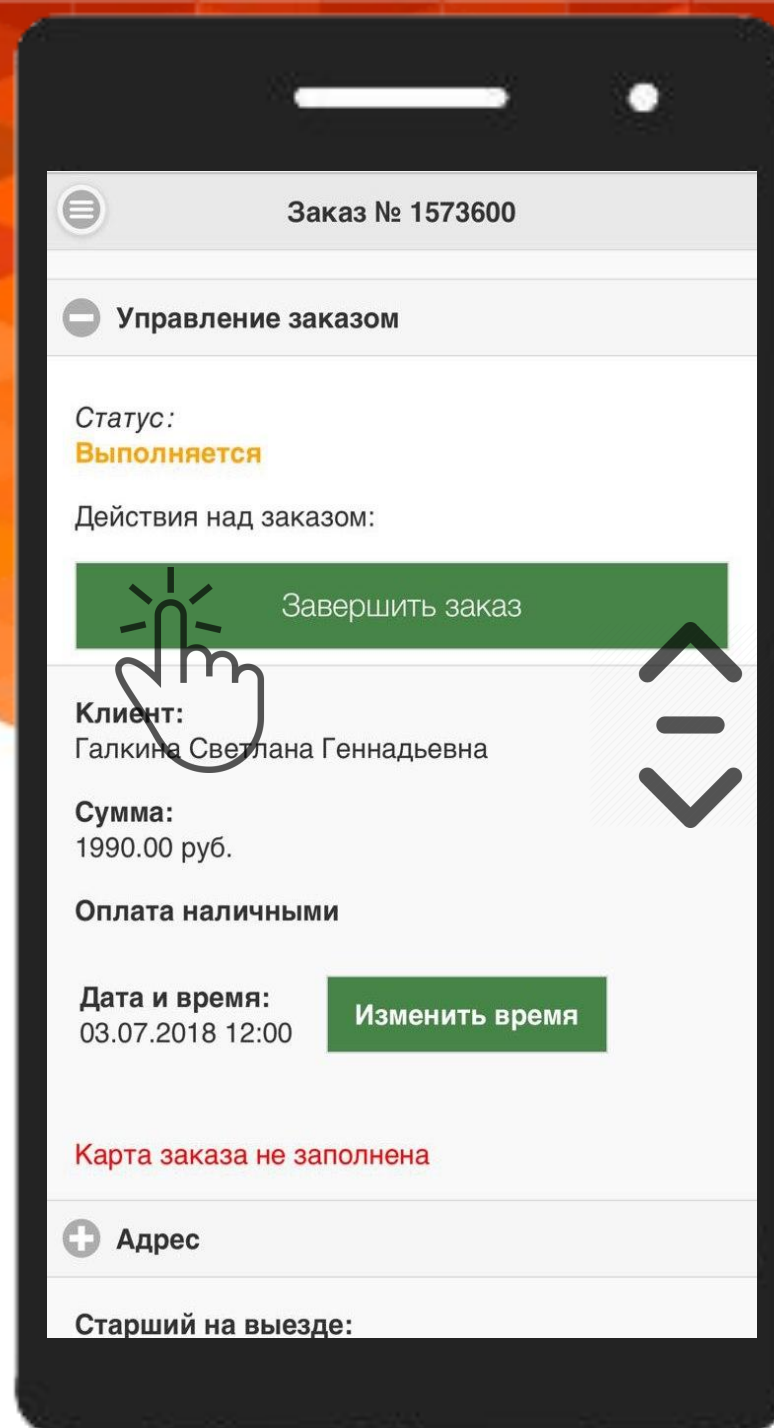 Заказ № 1573600
Управление заказом
Статус:
Выполняется
Действия над заказом:
Завершить заказ
Клиент:
Галкина Светлана Геннадьевна
Сумма:
1990.00 руб.
Оплата наличными
Дата и время:
03.07.2018 12:00
Изменить время
Карта заказа не заполнена
Адрес
Старший на выезде: